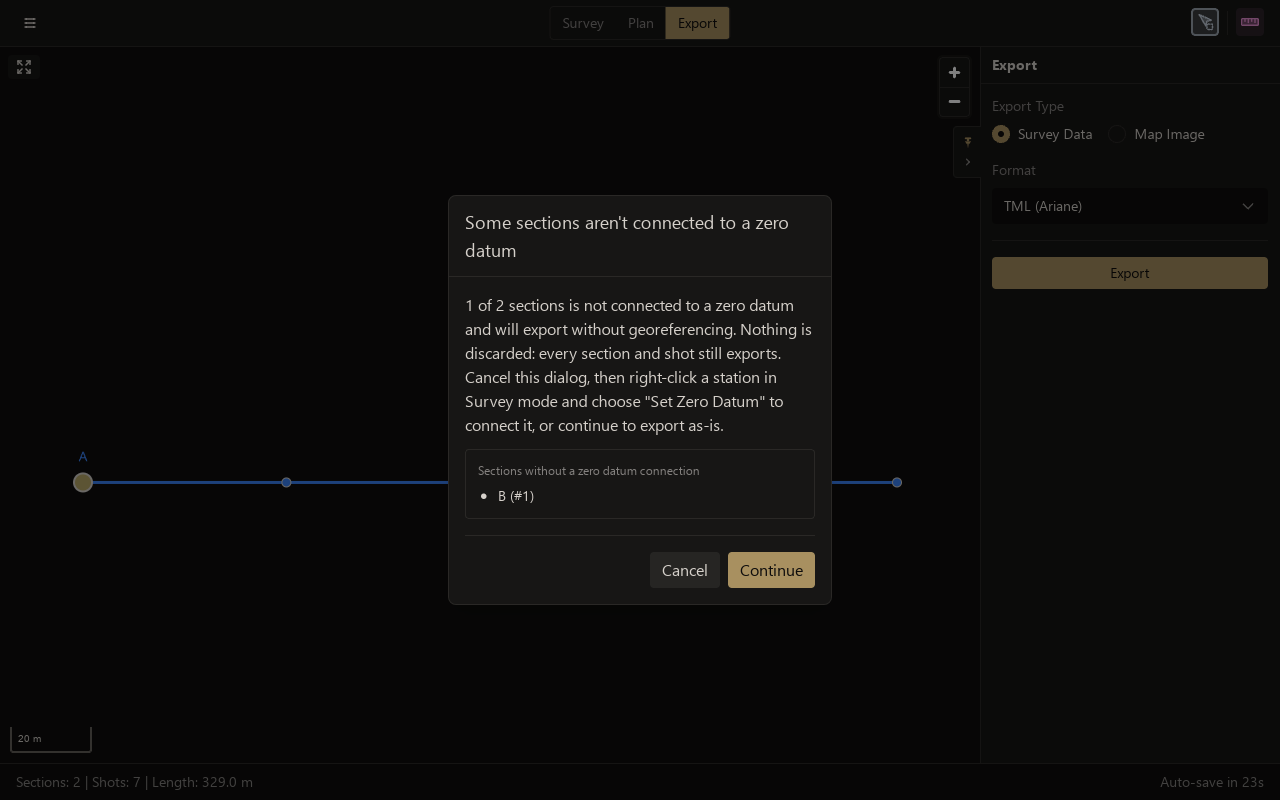 Survey Plan Export
Export
Export Type
Survey Data Map Image
Format
TML (Ariane)
Export
Some sections aren't connected to a zero
datum
1 of 2 sections is not connected to a zero datum
and will export without georeferencing. Nothing is
discarded: every section and shot still exports.
Cancel this dialog, then right-click a station in
Survey mode and choose "Set Zero Datum" to
connect it, or continue to export as-is.
Sections without a zero datum connection
B (#1)
Cancel Continue
A
20 m
Sections: 2 | Shots: 7 | Length: 329.0 m
Auto-save in 23s